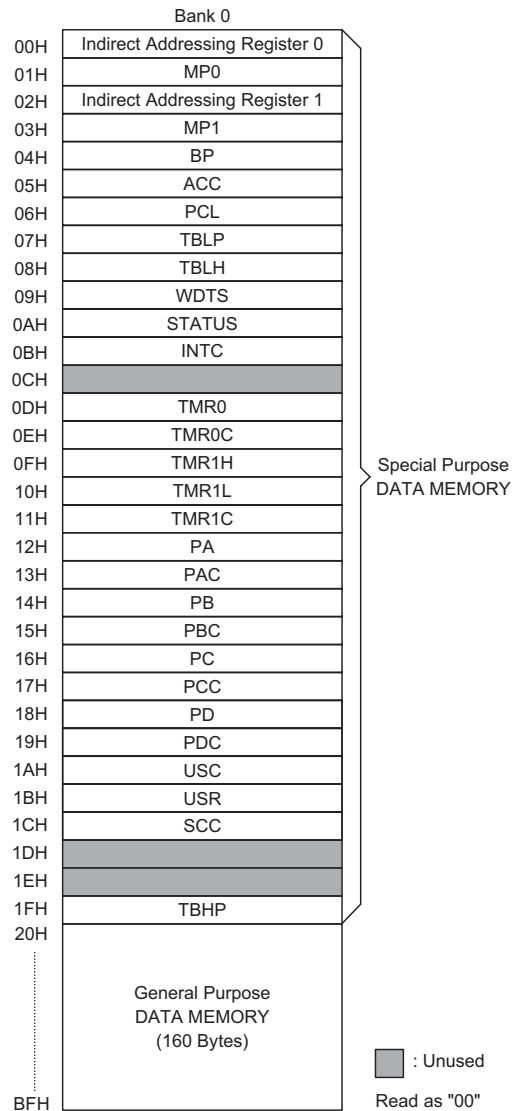 Bank 0
00H Indirect Addressing Register 0
01H MP0
02H Indirect Addressing Register 1
03H MP1
04H BP
05H ACC
06H PCL
07H TBLP
08H TBLH
09H WDTS
0AH STATUS
0BH INTC
0CH
0DH TMR0
0EH TMR0C
0FH TMR1H
10H TMR1L
11H TMR1C
12H PA
13H PAC
14H PB
15H PBC
16H PC
17H PCC
18H PD
19H PDC
1AH USC
1BH USR
1CH SCC
1DH
1EH
1FH TBHP
20H
Special Purpose
DATA MEMORY
General Purpose
DATA MEMORY
(160 Bytes)
BFH
: Unused
Read as "00"